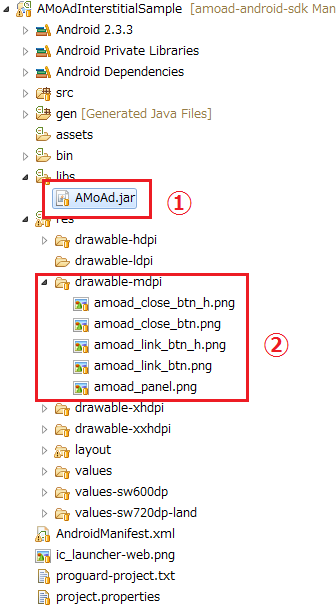 AMoAdInterstitialSample [amoad-android-sdk Man
Android 2.3.3
Android Private Libraries
Android Dependencies
src
gen [Generated Java Files]
assets
bin
libs
AMoAd.jar
①
res
drawable-hdpi
drawable-ldpi
drawable-mdpi
amoad_close_btn_h.png
amoad_close_btn.png
amoad_link_btn_h.png
②
amoad_link_btn.png
amoad_panel.png
drawable-xhdpi
drawable-xxhdpi
layout
values
values-sw600dp
values-sw720dp-land
AndroidManifest.xml
ic_launcher-web.png
proguard-project.txt
project.properties